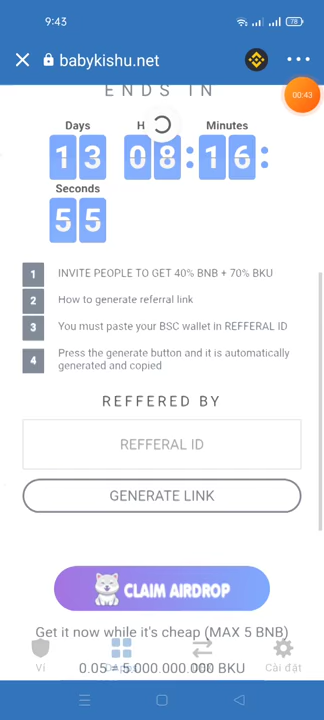 9:43
78
babykishu.net
00:43
ENDS IN
Days H Minutes
13 08 : 16 :
Seconds
55
1 INVITE PEOPLE TO GET 40% BNB + 70% BKU
2 How to generate referral link
3 You must paste your BSC wallet in REFFERAL ID
4 Press the generate button and it is automatically
generated and copied
REFFERED BY
REFFERAL ID
GENERATE LINK
CLAIM AIRDROP
Get it now while it's cheap (MAX 5 BNB)
0.05 = 5.000.000.000 BKU
Ví Cài đặt